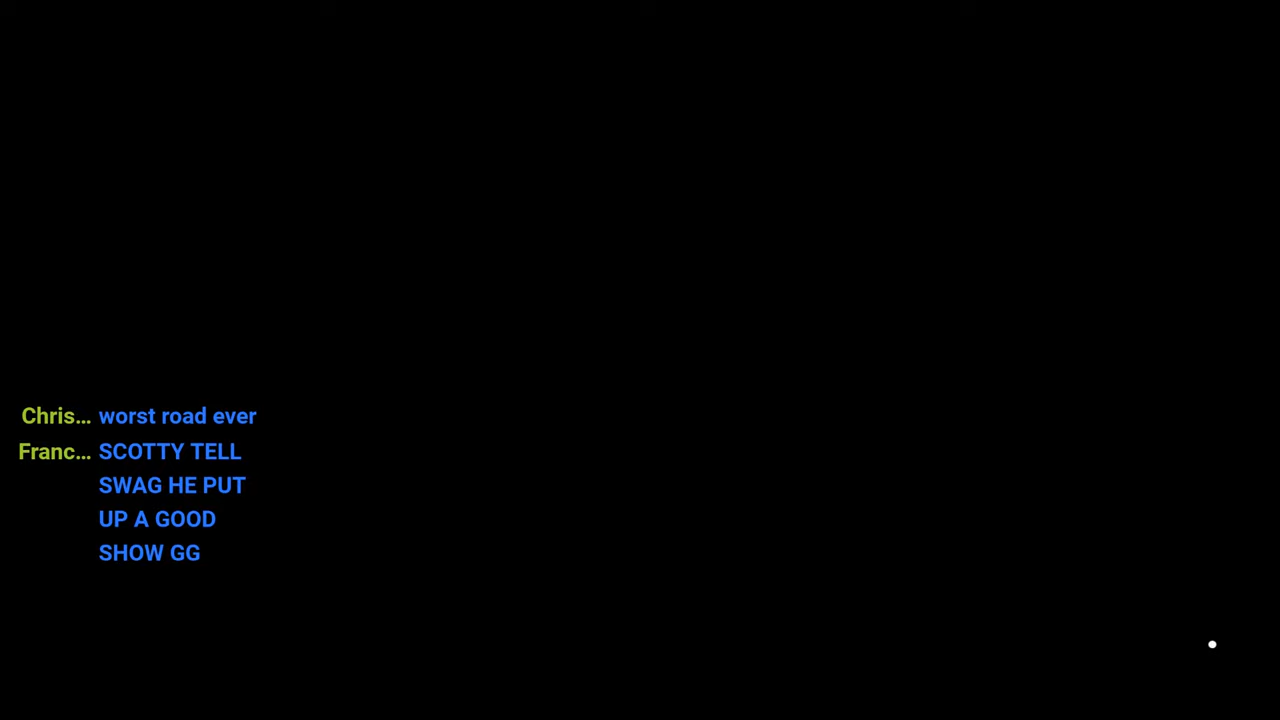 Chris... worst road ever
Franc... SCOTTY TELL
SWAG HE PUT
UP A GOOD
SHOW GG